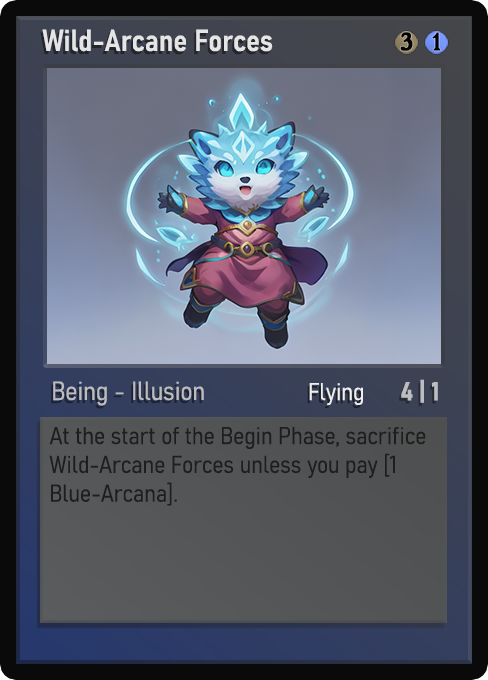 Wild-Arcane Forces 3 1
Being - Illusion Flying 4|1
At the start of the Begin Phase, sacrifice
Wild-Arcane Forces unless you pay [1
Blue-Arcana].